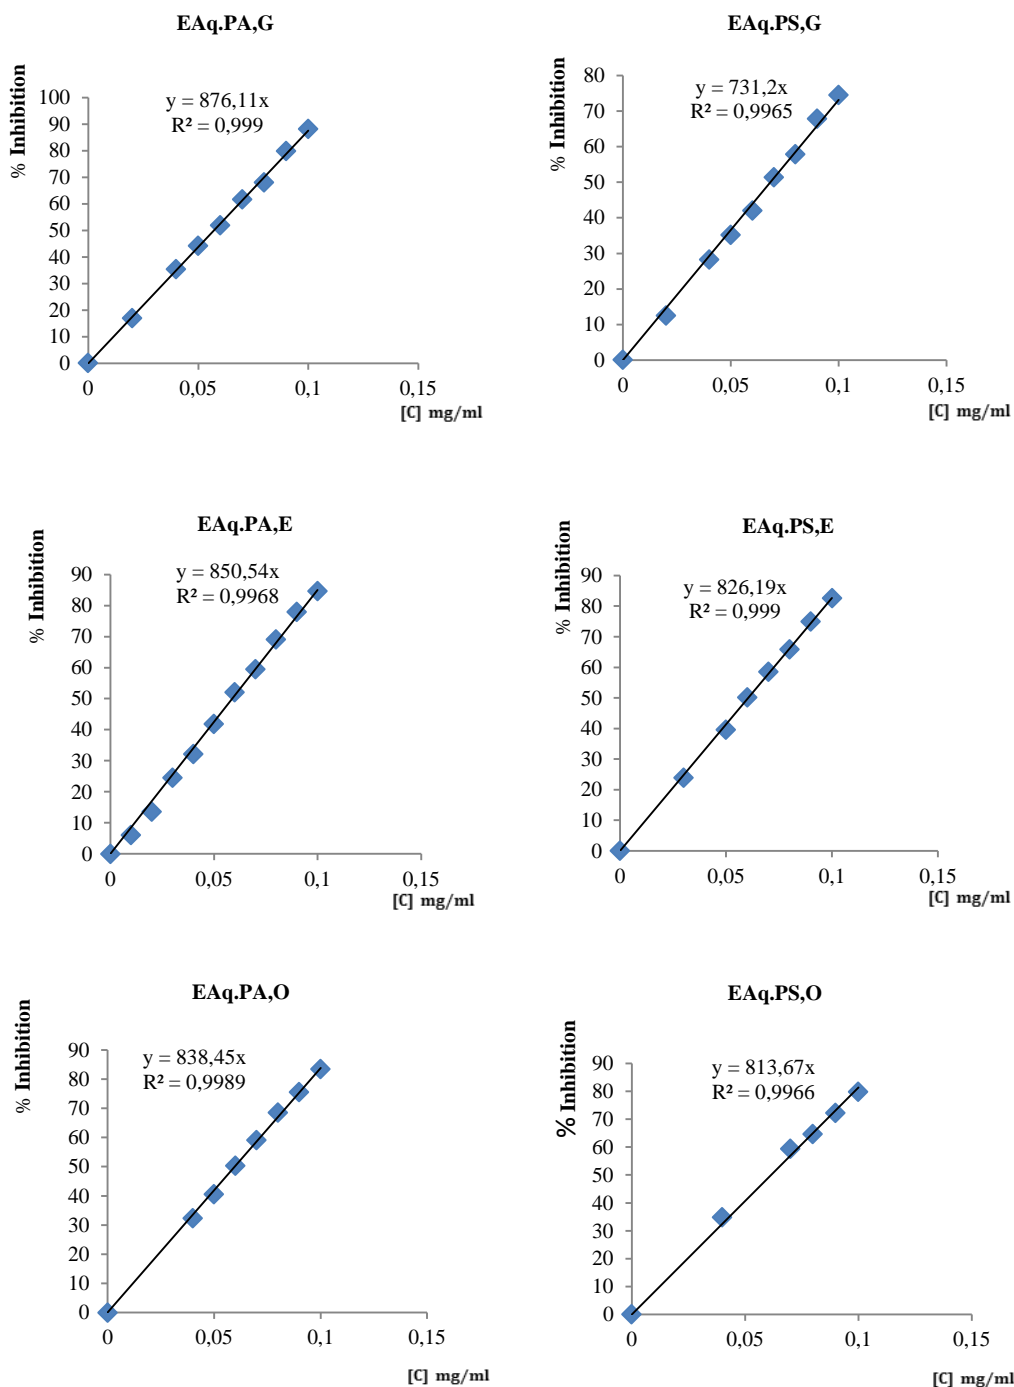 EAq.PA,G
% Inhibition
y = 876,11x
R² = 0,999
100
90
80
70
60
50
40
30
20
10
0
0 0,05 0,1 0,15
[C] mg/ml
EAq.PS,G
% Inhibition
y = 731,2x
R² = 0,9965
80
70
60
50
40
30
20
10
0
0 0,05 0,1 0,15
[C] mg/ml
EAq.PA,E
% Inhibition
y = 850,54x
R² = 0,9968
90
80
70
60
50
40
30
20
10
0
0 0,05 0,1 0,15
[C] mg/ml
EAq.PS,E
% Inhibition
y = 826,19x
R² = 0,999
90
80
70
60
50
40
30
20
10
0
0 0,05 0,1 0,15
[C] mg/ml
EAq.PA,O
% Inhibition
y = 838,45x
R² = 0,9989
90
80
70
60
50
40
30
20
10
0
0 0,05 0,1 0,15
[C] mg/ml
EAq.PS,O
% Inhibition
y = 813,67x
R² = 0,9966
90
80
70
60
50
40
30
20
10
0
0 0,05 0,1 0,15
[C] mg/ml